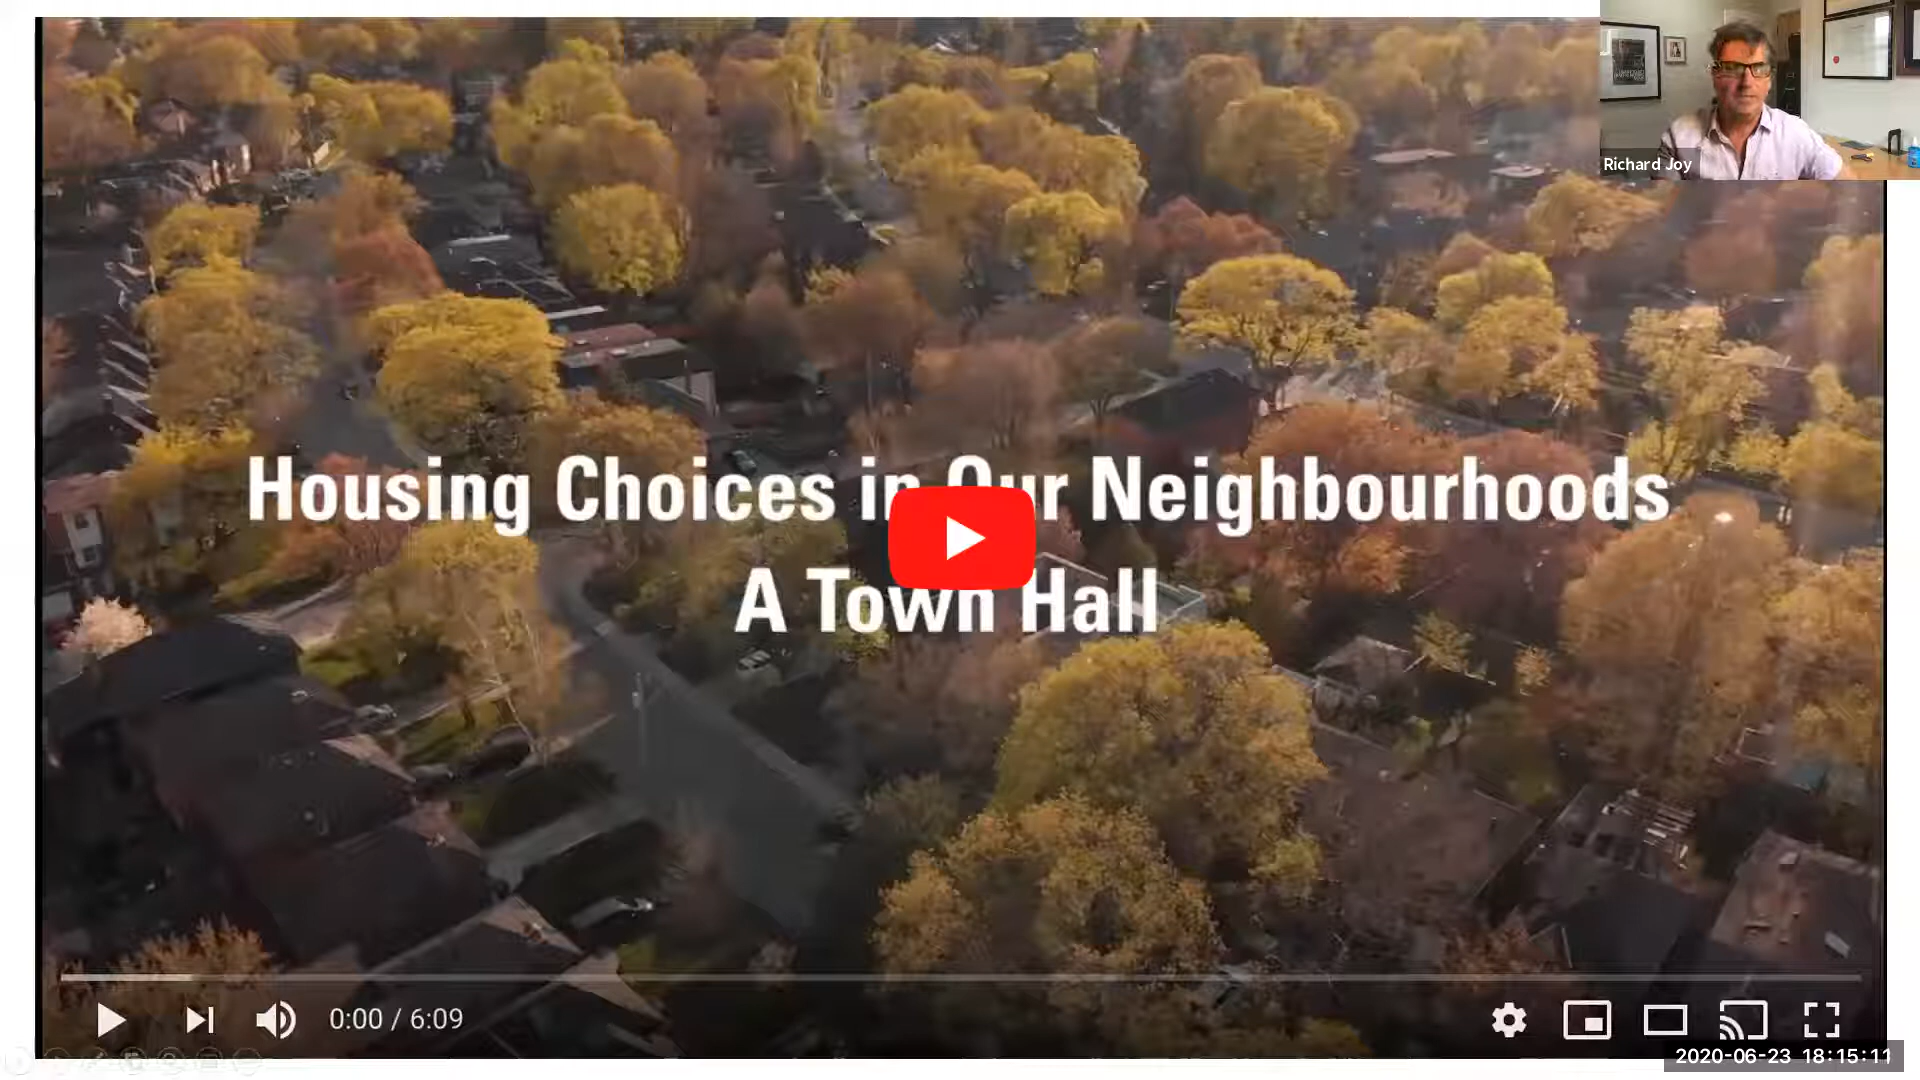 Richard Joy
Housing Choices in Our Neighbourhoods
A Town Hall
0:00 / 6:09
2020-06-23 18:15:11